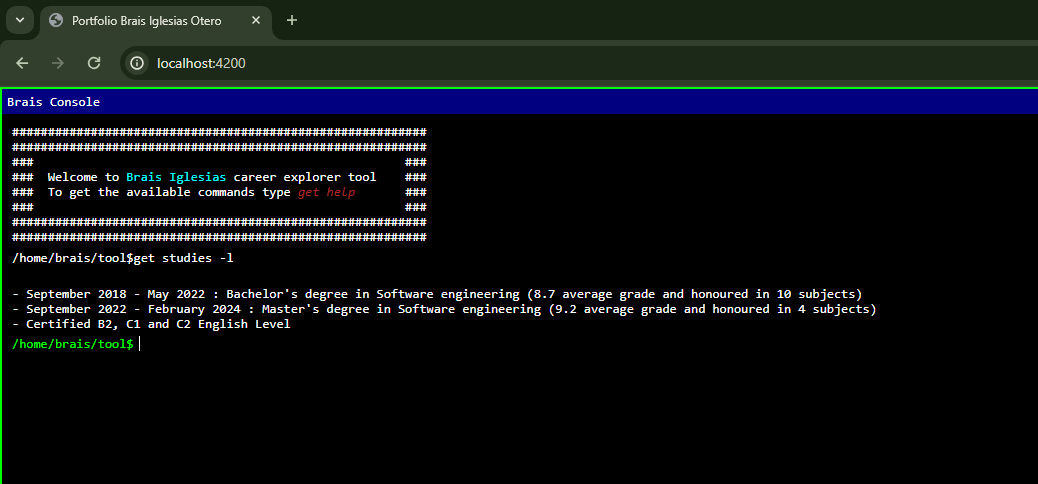 Portfolio Brais Iglesias Otero
localhost:4200
Brais Console
##########################################################
##########################################################
###                                                    ###
###  Welcome to Brais Iglesias career explorer tool    ###
###  To get the available commands type get help       ###
###                                                    ###
##########################################################
##########################################################
/home/brais/tool$get studies -l
- September 2018 - May 2022 : Bachelor's degree in Software engineering (8.7 average grade and honoured in 10 subjects)
- September 2022 - February 2024 : Master's degree in Software engineering (9.2 average grade and honoured in 4 subjects)
- Certified B2, C1 and C2 English Level
/home/brais/tool$